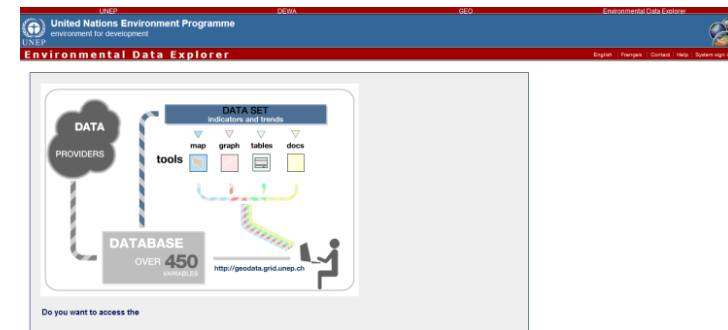 UNEP DEWA GEO Environmental Data Explorer
United Nations Environment Programme
environment for development
UNEP
Environmental Data Explorer
English Français Contact Help System sign
DATA
PROVIDERS
DATA SET
indicators and trends
map graph tables docs
tools
DATABASE
OVER 450
VARIABLES
http://geodata.grid.unep.ch
Do you want to access the